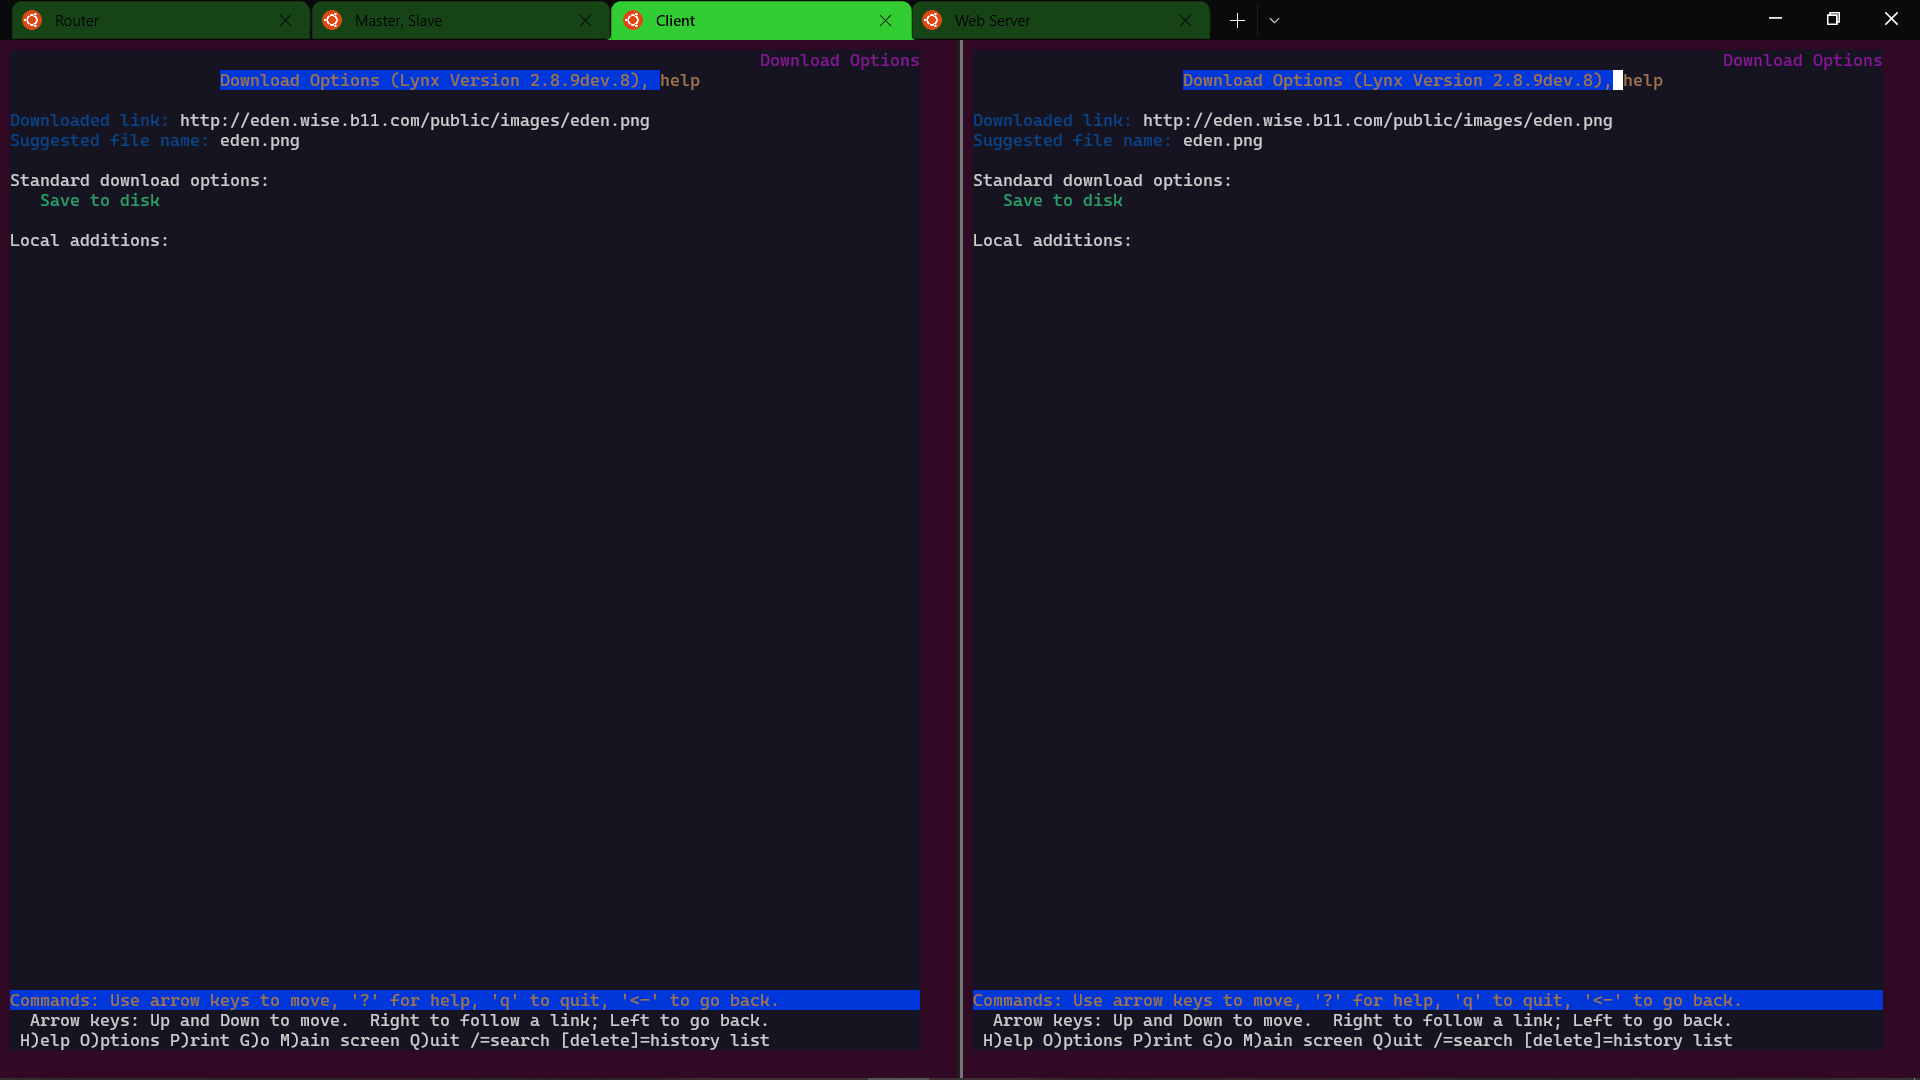 Router
Master, Slave
Client
Web Server
Download Options
Download Options (Lynx Version 2.8.9dev.8), help
Downloaded link: http://eden.wise.b11.com/public/images/eden.png
Suggested file name: eden.png
Standard download options:
Save to disk
Local additions:
Commands: Use arrow keys to move, '?' for help, 'q' to quit, '<-' to go back.
Arrow keys: Up and Down to move.  Right to follow a link; Left to go back.
H)elp O)ptions P)rint G)o M)ain screen Q)uit /=search [delete]=history list
Download Options
Download Options (Lynx Version 2.8.9dev.8), help
Downloaded link: http://eden.wise.b11.com/public/images/eden.png
Suggested file name: eden.png
Standard download options:
Save to disk
Local additions:
Commands: Use arrow keys to move, '?' for help, 'q' to quit, '<-' to go back.
Arrow keys: Up and Down to move.  Right to follow a link; Left to go back.
H)elp O)ptions P)rint G)o M)ain screen Q)uit /=search [delete]=history list